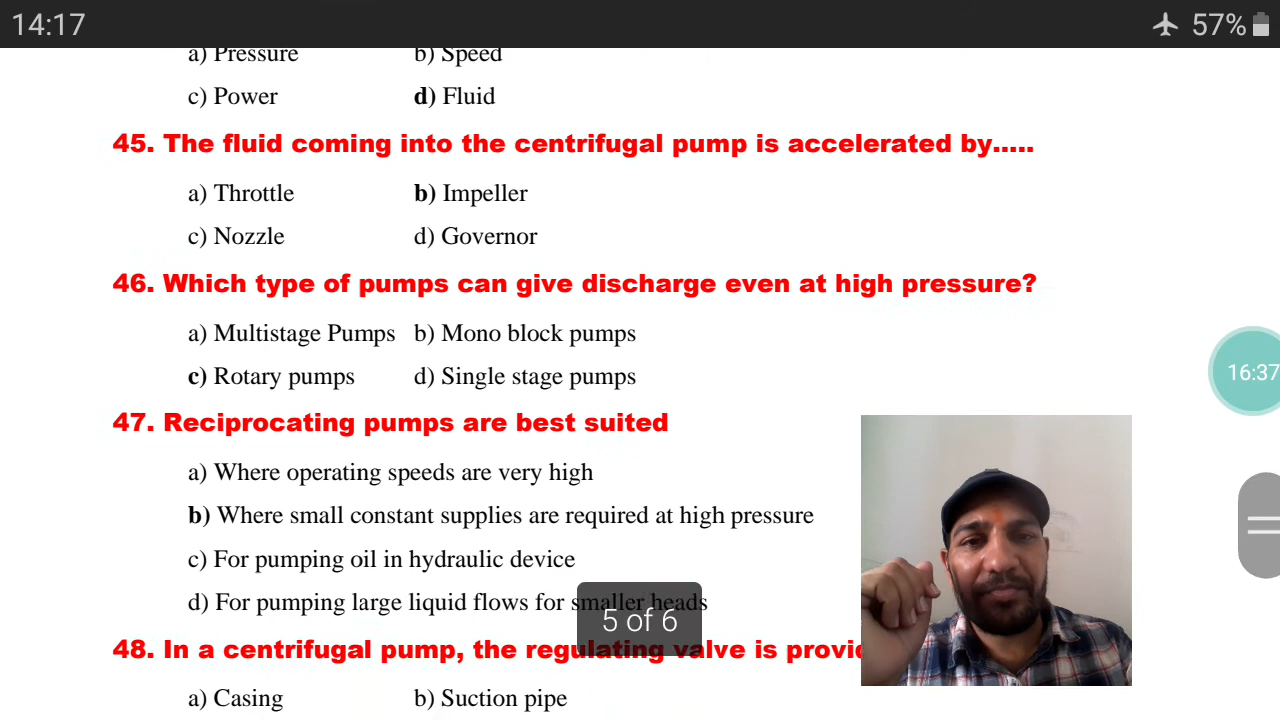 14:17
57%
a) Pressure b) Speed
c) Power d) Fluid
45. The fluid coming into the centrifugal pump is accelerated by.....
a) Throttle b) Impeller
c) Nozzle d) Governor
46. Which type of pumps can give discharge even at high pressure?
a) Multistage Pumps b) Mono block pumps
c) Rotary pumps d) Single stage pumps
16:37
47. Reciprocating pumps are best suited
a) Where operating speeds are very high
b) Where small constant supplies are required at high pressure
c) For pumping oil in hydraulic device
d) For pumping large liquid flows for smaller heads
5 of 6
48. In a centrifugal pump, the regulating valve is
a) Casing b) Suction pipe